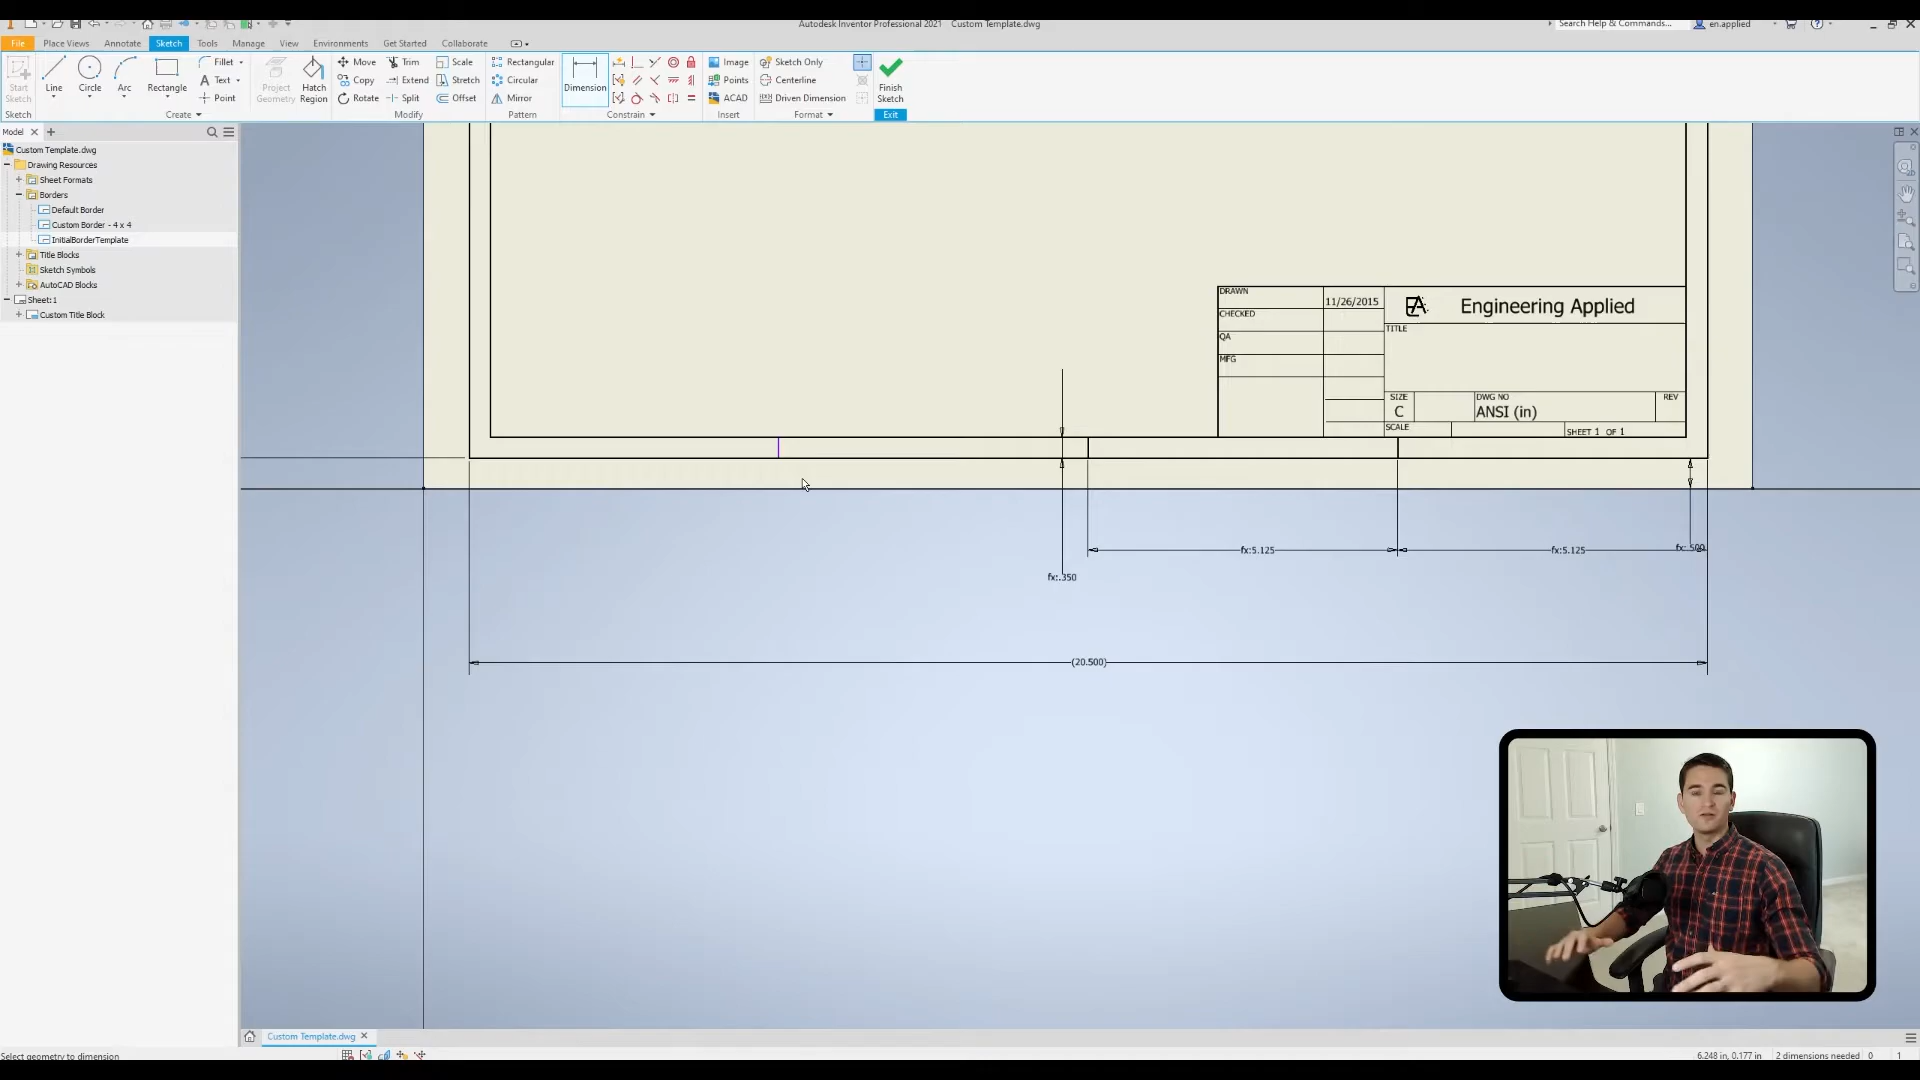 Autodesk Inventor Professional 2021 Custom Template.dwg
Search Help & Commands...
en.applied
File Place Views Annotate Sketch Tools Manage View Environments Get Started Collaborate
Start Sketch
Line
Circle
Arc
Rectangle
Fillet
Text
Point
Project Geometry
Hatch Region
Move
Copy
Rotate
Trim
Extend
Split
Scale
Stretch
Offset
Rectangular
Circular
Mirror
Dimension
Image
Points
ACAD
Sketch Only
Centerline
Driven Dimension
Finish Sketch
Sketch Create Modify Pattern Constrain Insert Format Exit
Model
Custom Template.dwg
Drawing Resources
Sheet Formats
Borders
Default Border
Custom Border - 4 x 4
InitialBorderTemplate
Title Blocks
Sketch Symbols
AutoCAD Blocks
Sheet:1
Custom Title Block
DRAWN
11/26/2015
CHECKED
QA
MFG
EA
Engineering Applied
TITLE
SIZE
C
DWG NO
ANSI (in)
REV
SCALE
SHEET 1 OF 1
fx:5.125
fx:5.125
fx:.500
fx:.350
(20.500)
Custom Template.dwg
Select geometry to dimension
6.248 in, 0.177 in 2 dimensions needed 0 1